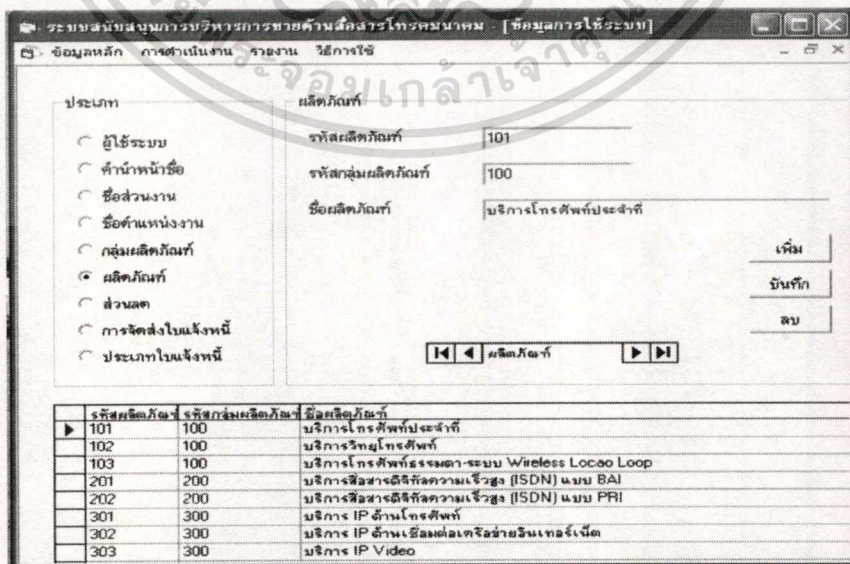 ระบบสนับสนุนการบริหารการขายด้านสื่อสารโทรคมนาคม - [ข้อมูลการใช้ระบบ]
ข้อมูลหลัก การดำเนินงาน รายงาน วิธีการใช้
ระจอมเกล้าเจ้าคุณ
ประเภท
ผู้ใช้ระบบ
คำนำหน้าชื่อ
ชื่อส่วนงาน
ชื่อตำแหน่งงาน
กลุ่มผลิตภัณฑ์
ผลิตภัณฑ์
ส่วนลด
การจัดส่งใบแจ้งหนี้
ประเภทใบแจ้งหนี้
ผลิตภัณฑ์
รหัสผลิตภัณฑ์ 101
รหัสกลุ่มผลิตภัณฑ์ 100
ชื่อผลิตภัณฑ์ บริการโทรศัพท์ประจำที่
เพิ่ม
บันทึก
ลบ
ผลิตภัณฑ์
รหัสผลิตภัณฑ์ รหัสกลุ่มผลิตภัณฑ์ ชื่อผลิตภัณฑ์
101 100 บริการโทรศัพท์ประจำที่
102 100 บริการวิทยุโทรศัพท์
103 100 บริการโทรศัพท์ธรรมดา-ระบบ Wireless Locao Loop
201 200 บริการสื่อสารดิจิทัลความเร็วสูง (ISDN) แบบ BAI
202 200 บริการสื่อสารดิจิทัลความเร็วสูง (ISDN) แบบ PRI
301 300 บริการ IP ด้านโทรศัพท์
302 300 บริการ IP ด้านเชื่อมต่อเครือข่ายอินเทอร์เน็ต
303 300 บริการ IP Video